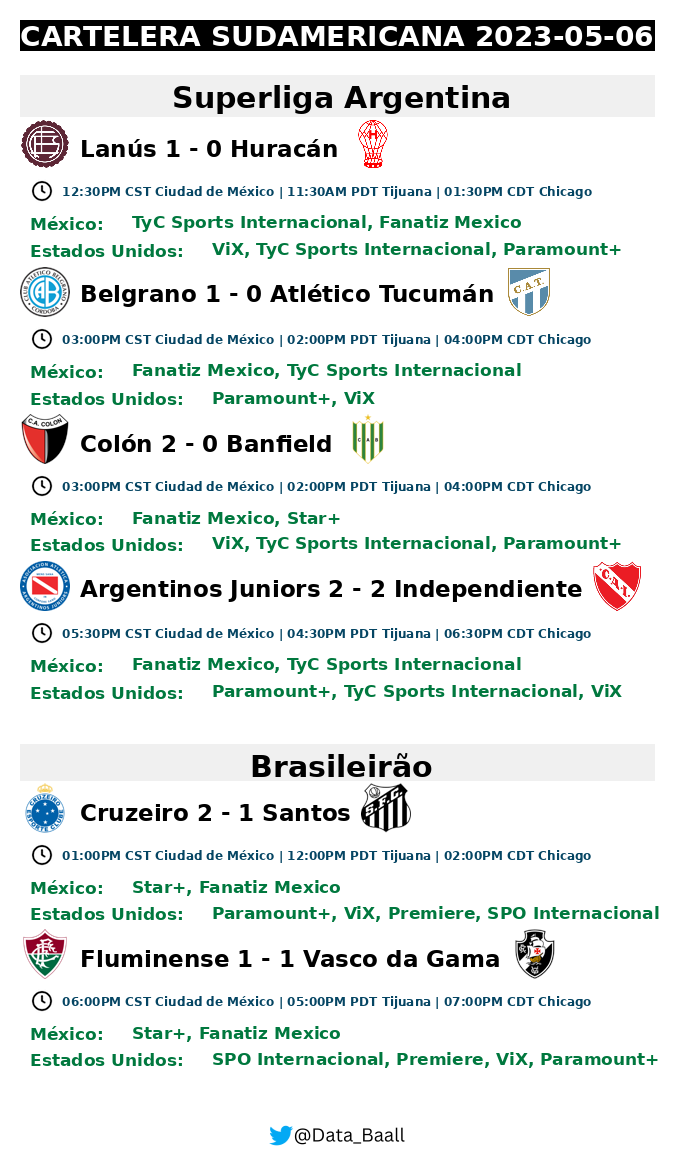 CARTELERA SUDAMERICANA 2023-05-06
Superliga Argentina
Lanús 1 - 0 Huracán
12:30PM CST Ciudad de México | 11:30AM PDT Tijuana | 01:30PM CDT Chicago
México: TyC Sports Internacional, Fanatiz Mexico
Estados Unidos: ViX, TyC Sports Internacional, Paramount+
Belgrano 1 - 0 Atlético Tucumán
C.A.T.
03:00PM CST Ciudad de México | 02:00PM PDT Tijuana | 04:00PM CDT Chicago
México: Fanatiz Mexico, TyC Sports Internacional
Estados Unidos: Paramount+, ViX
C.A. COLON
Colón 2 - 0 Banfield
C A B
03:00PM CST Ciudad de México | 02:00PM PDT Tijuana | 04:00PM CDT Chicago
México: Fanatiz Mexico, Star+
Estados Unidos: ViX, TyC Sports Internacional, Paramount+
Argentinos Juniors 2 - 2 Independiente
C.A.I.
05:30PM CST Ciudad de México | 04:30PM PDT Tijuana | 06:30PM CDT Chicago
México: Fanatiz Mexico, TyC Sports Internacional
Estados Unidos: Paramount+, TyC Sports Internacional, ViX
Brasileirão
Cruzeiro 2 - 1 Santos
S.F.C
01:00PM CST Ciudad de México | 12:00PM PDT Tijuana | 02:00PM CDT Chicago
México: Star+, Fanatiz Mexico
Estados Unidos: Paramount+, ViX, Premiere, SPO Internacional
Fluminense 1 - 1 Vasco da Gama
06:00PM CST Ciudad de México | 05:00PM PDT Tijuana | 07:00PM CDT Chicago
México: Star+, Fanatiz Mexico
Estados Unidos: SPO Internacional, Premiere, ViX, Paramount+
@Data_Baall